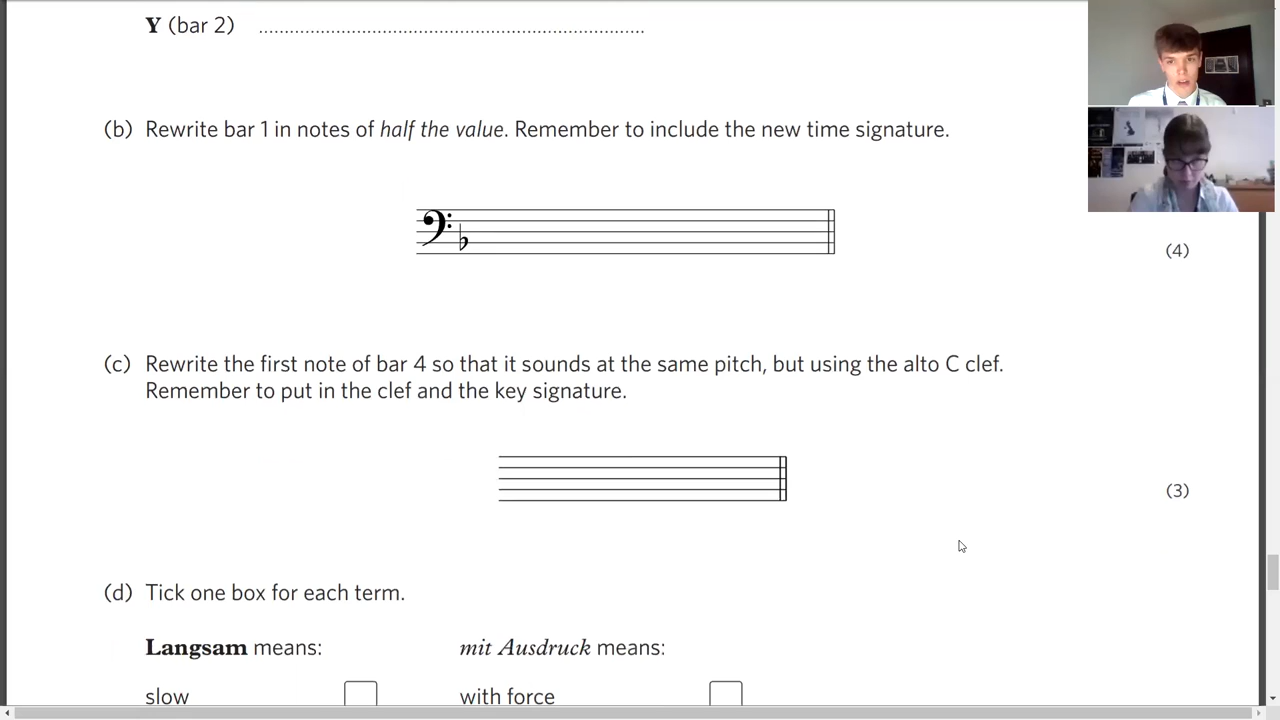 Y (bar 2) ..........................................................................
(b) Rewrite bar 1 in notes of half the value. Remember to include the new time signature.
(4)
(c) Rewrite the first note of bar 4 so that it sounds at the same pitch, but using the alto C clef.
Remember to put in the clef and the key signature.
(3)
(d) Tick one box for each term.
Langsam means: mit Ausdruck means:
slow with force